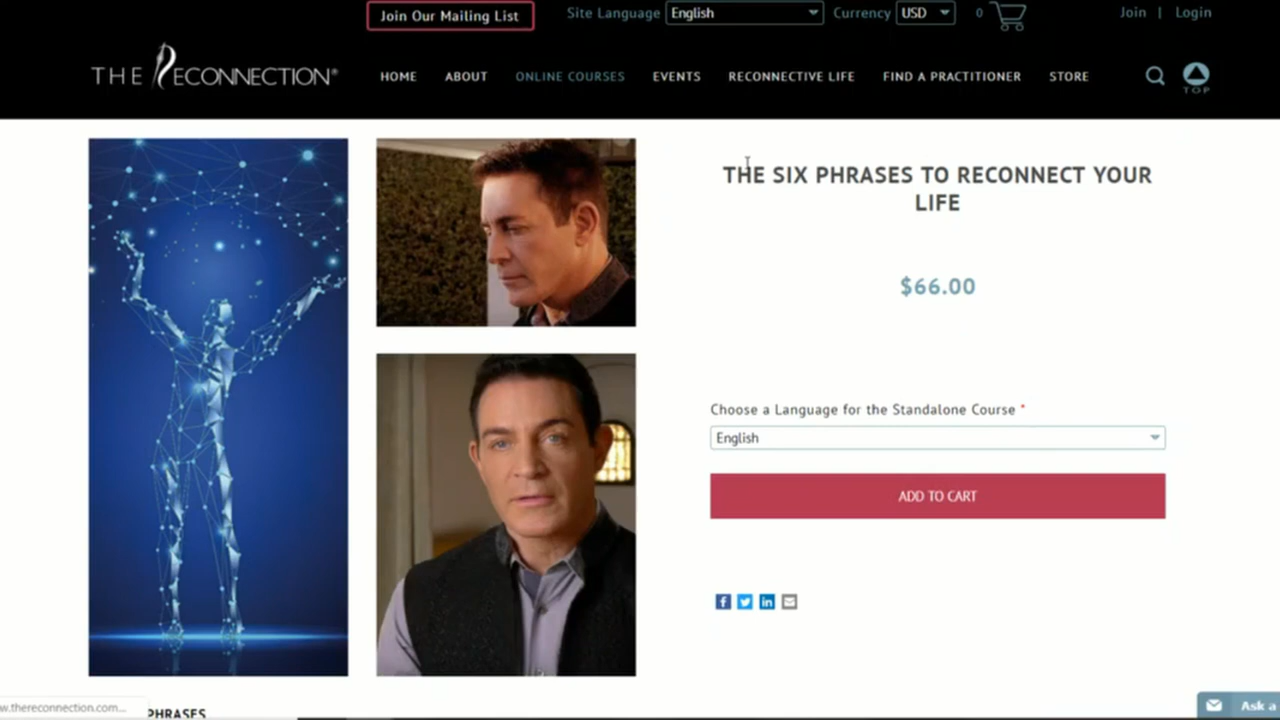 Join Our Mailing List
Site Language English Currency USD 0 Join | Login
THE RECONNECTION®
HOME ABOUT ONLINE COURSES EVENTS RECONNECTIVE LIFE FIND A PRACTITIONER STORE
TOP
THE SIX PHRASES TO RECONNECT YOUR
LIFE
$66.00
Choose a Language for the Standalone Course *
English
ADD TO CART
w.thereconnection.com...
PHRASES
Ask a